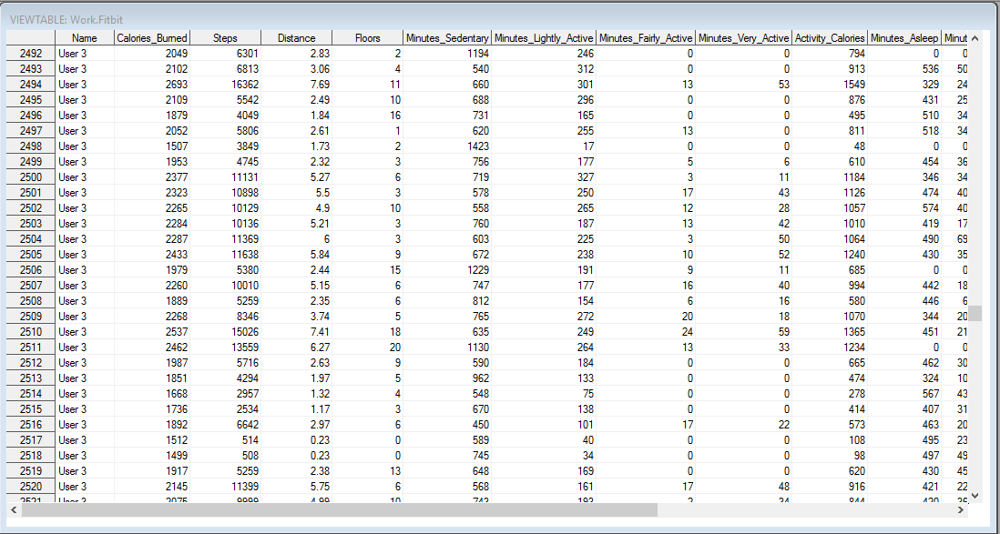 VIEWTABLE: Work.Fitbit
Name Calories_Burned Steps Distance Floors Minutes_Sedentary Minutes_Lightly_Active Minutes_Fairly_Active Minutes_Very_Active Activity_Calories Minutes_Asleep Minut
2492 User 3 2049 6301 2.83 2 1194 246 0 0 794 0 0
2493 User 3 2102 6813 3.06 4 540 312 0 0 913 536 50
2494 User 3 2693 16362 7.69 11 660 301 13 53 1549 329 24
2495 User 3 2109 5542 2.49 10 688 296 0 0 876 431 25
2496 User 3 1879 4049 1.84 16 731 165 0 0 495 510 34
2497 User 3 2052 5806 2.61 1 620 255 13 0 811 518 34
2498 User 3 1507 3849 1.73 2 1423 17 0 0 48 0 0
2499 User 3 1953 4745 2.32 3 756 177 5 6 610 454 36
2500 User 3 2377 11131 5.27 6 719 327 3 11 1184 346 34
2501 User 3 2323 10898 5.5 3 578 250 17 43 1126 474 40
2502 User 3 2265 10129 4.9 10 558 265 12 28 1057 574 40
2503 User 3 2284 10136 5.21 3 760 187 13 42 1010 419 17
2504 User 3 2287 11369 6 3 603 225 3 50 1064 490 69
2505 User 3 2433 11638 5.84 9 672 238 10 52 1240 430 35
2506 User 3 1979 5380 2.44 15 1229 191 9 11 685 0 0
2507 User 3 2260 10010 5.15 6 747 177 16 40 994 442 18
2508 User 3 1889 5259 2.35 6 812 154 6 16 580 446 6
2509 User 3 2268 8346 3.74 5 765 272 20 18 1070 344 20
2510 User 3 2537 15026 7.41 18 635 249 24 59 1365 451 21
2511 User 3 2462 13559 6.27 20 1130 264 13 33 1234 0 0
2512 User 3 1987 5716 2.63 9 590 184 0 0 665 462 30
2513 User 3 1851 4294 1.97 5 962 133 0 0 474 324 10
2514 User 3 1668 2957 1.32 4 548 75 0 0 278 567 43
2515 User 3 1736 2534 1.17 3 670 138 0 0 414 407 31
2516 User 3 1892 6642 2.97 6 450 101 17 22 573 463 20
2517 User 3 1512 514 0.23 0 589 40 0 0 108 495 23
2518 User 3 1499 508 0.23 0 745 34 0 0 98 497 49
2519 User 3 1917 5259 2.38 13 648 169 0 0 620 430 45
2520 User 3 2145 11399 5.75 6 568 161 17 48 916 421 22
2521 User 3 2075 9999 4.99 10 743 193 2 34 844 420